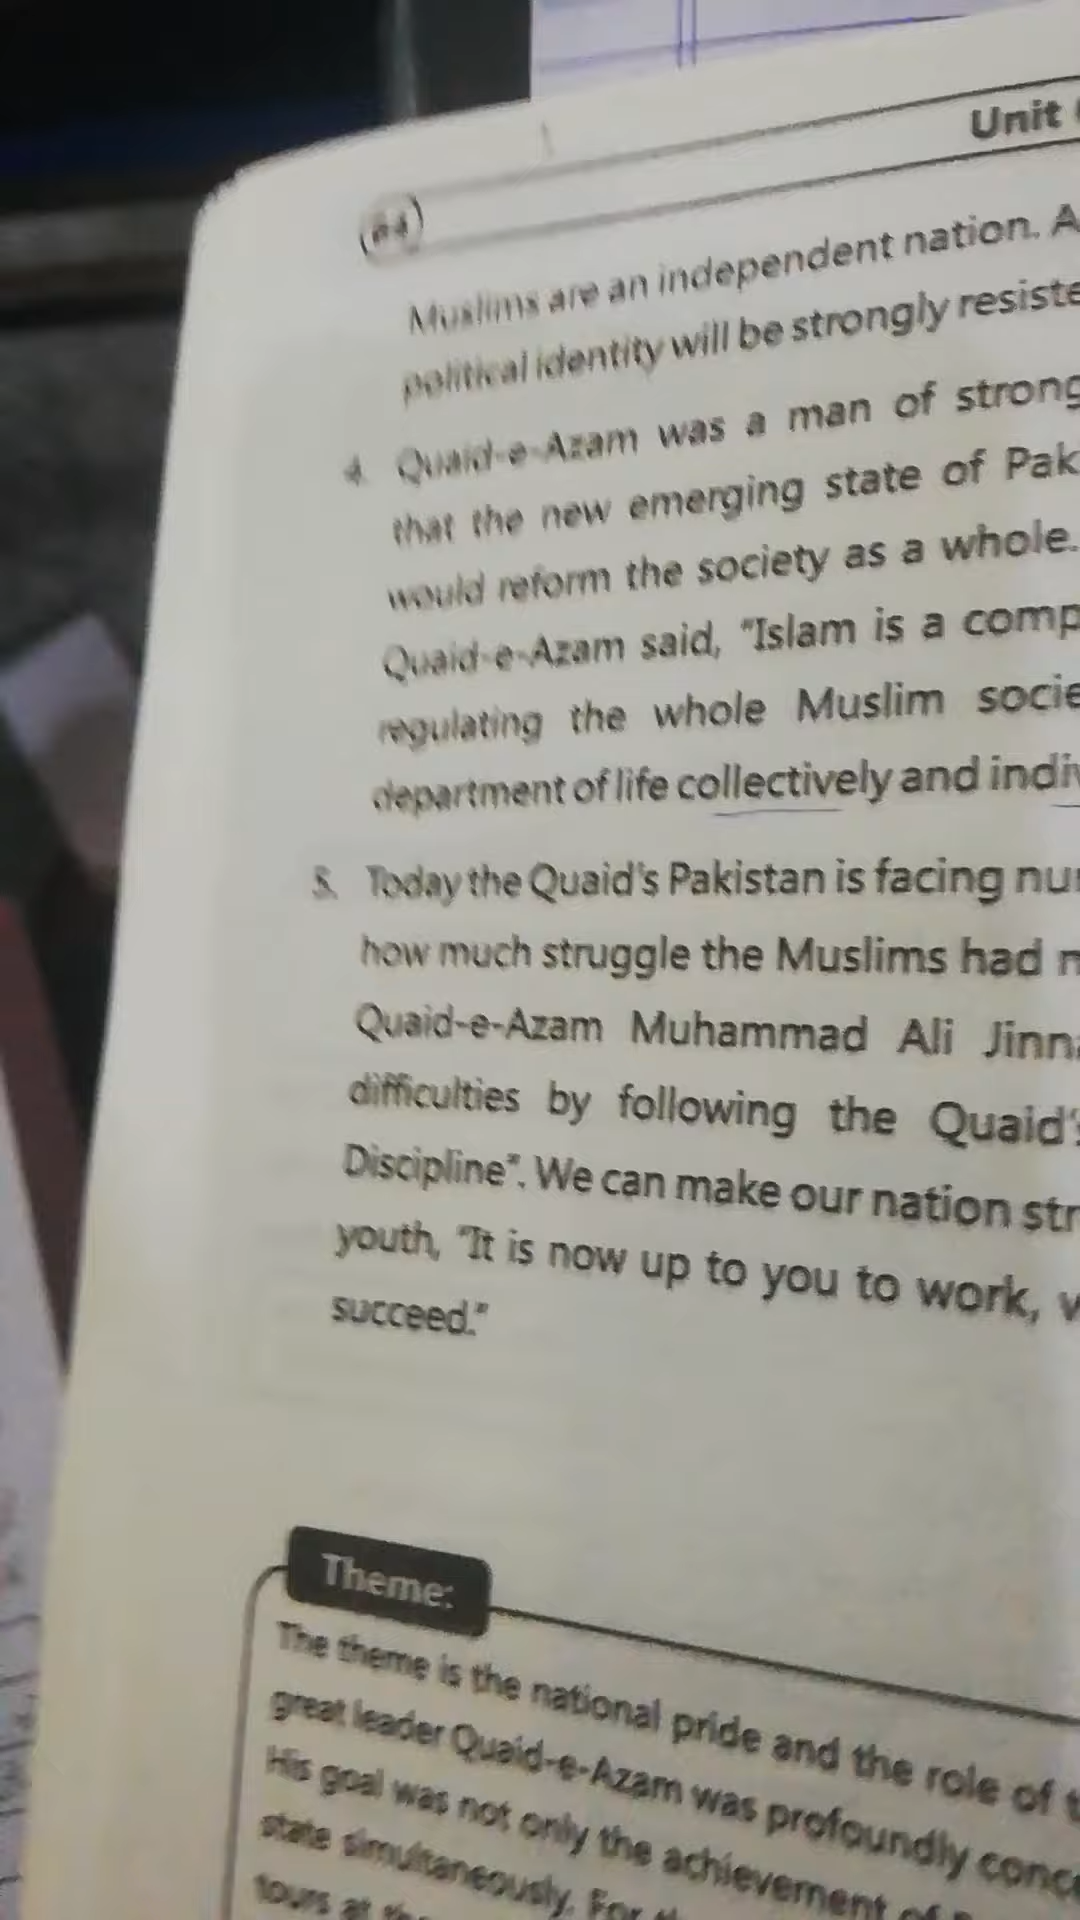 Unit
Muslims are an independent nation. A
political identity will be strongly resiste
4. Quaid-e-Azam was a man of strong
that the new emerging state of Pak
would reform the society as a whole.
Quaid-e-Azam said, "Islam is a comp
regulating the whole Muslim socie
department of life collectively and indiv
5. Today the Quaid's Pakistan is facing nu
how much struggle the Muslims had
Quaid-e-Azam Muhammad Ali Jinn
difficulties by following the Quaid's
Discipline". We can make our nation str
youth, "It is now up to you to work,
succeed."
Theme:
The theme is the national pride and the role of t
great leader Quaid-e-Azam was profoundly conce
His goal was not only the achievement of
state simultaneously. For
tours at